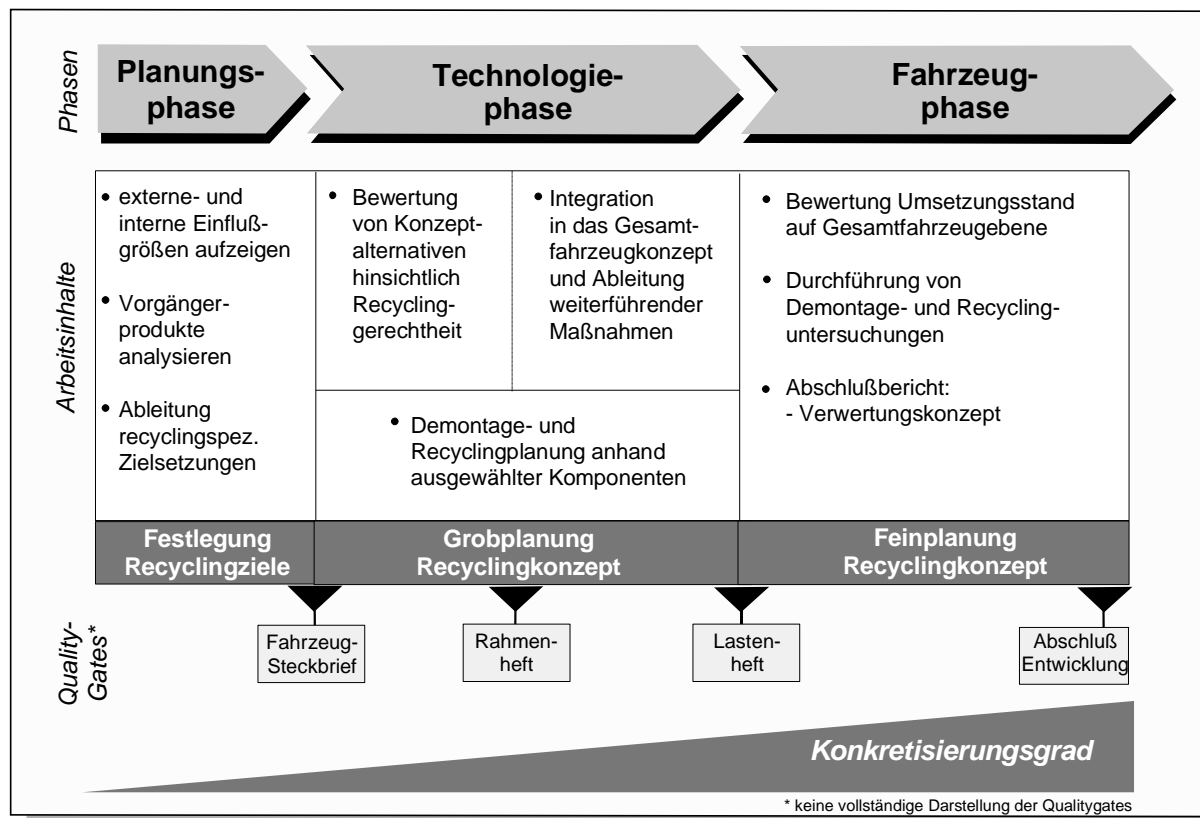 Phasen
Planungs-
phase
Technologie-
phase
Fahrzeug-
phase
Arbeitsinhalte
• externe- und
interne Einfluß-
größen aufzeigen
• Vorgänger-
produkte
analysieren
• Ableitung
recyclingspez.
Zielsetzungen
• Bewertung
von Konzept-
alternativen
hinsichtlich
Recycling-
gerechtheit
• Integration
in das Gesamt-
fahrzeugkonzept
und Ableitung
weiterführender
Maßnahmen
• Demontage- und
Recyclingplanung anhand
ausgewählter Komponenten
• Bewertung Umsetzungsstand
auf Gesamtfahrzeugebene
• Durchführung von
Demontage- und Recycling-
untersuchungen
• Abschlußbericht:
- Verwertungskonzept
Festlegung
Recyclingziele
Grobplanung
Recyclingkonzept
Feinplanung
Recyclingkonzept
Quality-
Gates*
Fahrzeug-
Steckbrief
Rahmen-
heft
Lasten-
heft
Abschluß
Entwicklung
Konkretisierungsgrad
* keine vollständige Darstellung der Qualitygates